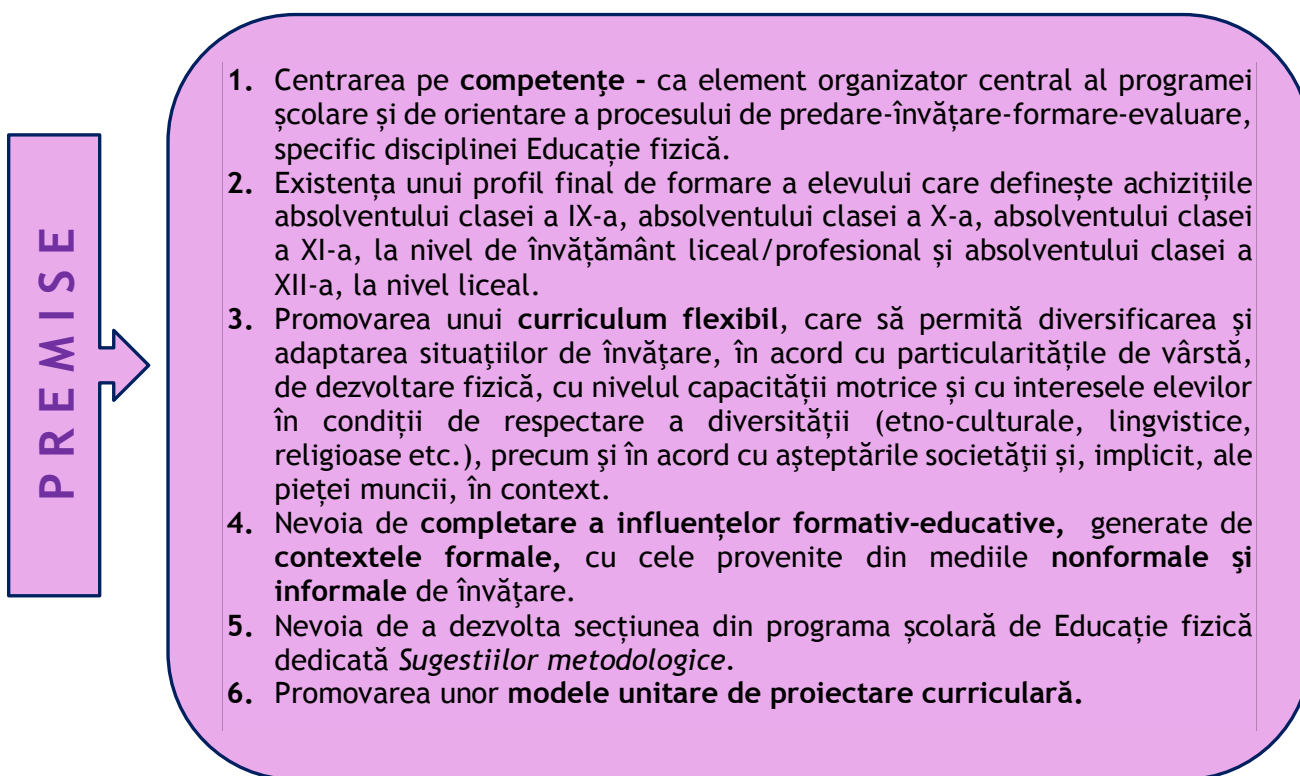 P R E M I S E
1. Centrarea pe competenţe - ca element organizator central al programei
școlare și de orientare a procesului de predare-învățare-formare-evaluare,
specific disciplinei Educație fizică.
2. Existența unui profil final de formare a elevului care definește achizițiile
absolventului clasei a IX-a, absolventului clasei a X-a, absolventului clasei
a XI-a, la nivel de învățământ liceal/profesional și absolventului clasei a
XII-a, la nivel liceal.
3. Promovarea unui curriculum flexibil, care să permită diversificarea şi
adaptarea situaţiilor de învăţare, în acord cu particularitățile de vârstă,
de dezvoltare fizică, cu nivelul capacității motrice și cu interesele elevilor
în condiții de respectare a diversității (etno-culturale, lingvistice,
religioase etc.), precum şi în acord cu aşteptările societăţii și, implicit, ale
pieței muncii, în context.
4. Nevoia de completare a influențelor formativ-educative, generate de
contextele formale, cu cele provenite din mediile nonformale şi
informale de învăţare.
5. Nevoia de a dezvolta secțiunea din programa școlară de Educație fizică
dedicată Sugestiilor metodologice.
6. Promovarea unor modele unitare de proiectare curriculară.